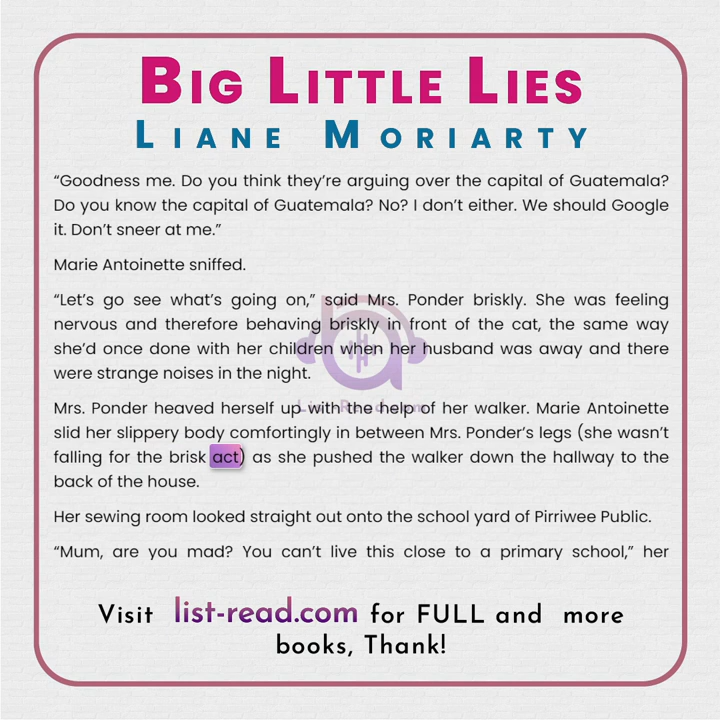 BIG LITTLE LIES
LIANE MORIARTY
“Goodness me. Do you think they’re arguing over the capital of Guatemala?
Do you know the capital of Guatemala? No? I don’t either. We should Google
it. Don’t sneer at me.”
Marie Antoinette sniffed.
“Let’s go see what’s going on,” said Mrs. Ponder briskly. She was feeling
nervous and therefore behaving briskly in front of the cat, the same way
she’d once done with her children when her husband was away and there
were strange noises in the night.
Mrs. Ponder heaved herself up with the help of her walker. Marie Antoinette
slid her slippery body comfortingly in between Mrs. Ponder’s legs (she wasn’t
falling for the brisk act) as she pushed the walker down the hallway to the
back of the house.
Her sewing room looked straight out onto the school yard of Pirriwee Public.
“Mum, are you mad? You can’t live this close to a primary school,” her
Visit list-read.com for FULL and more
books, Thank!